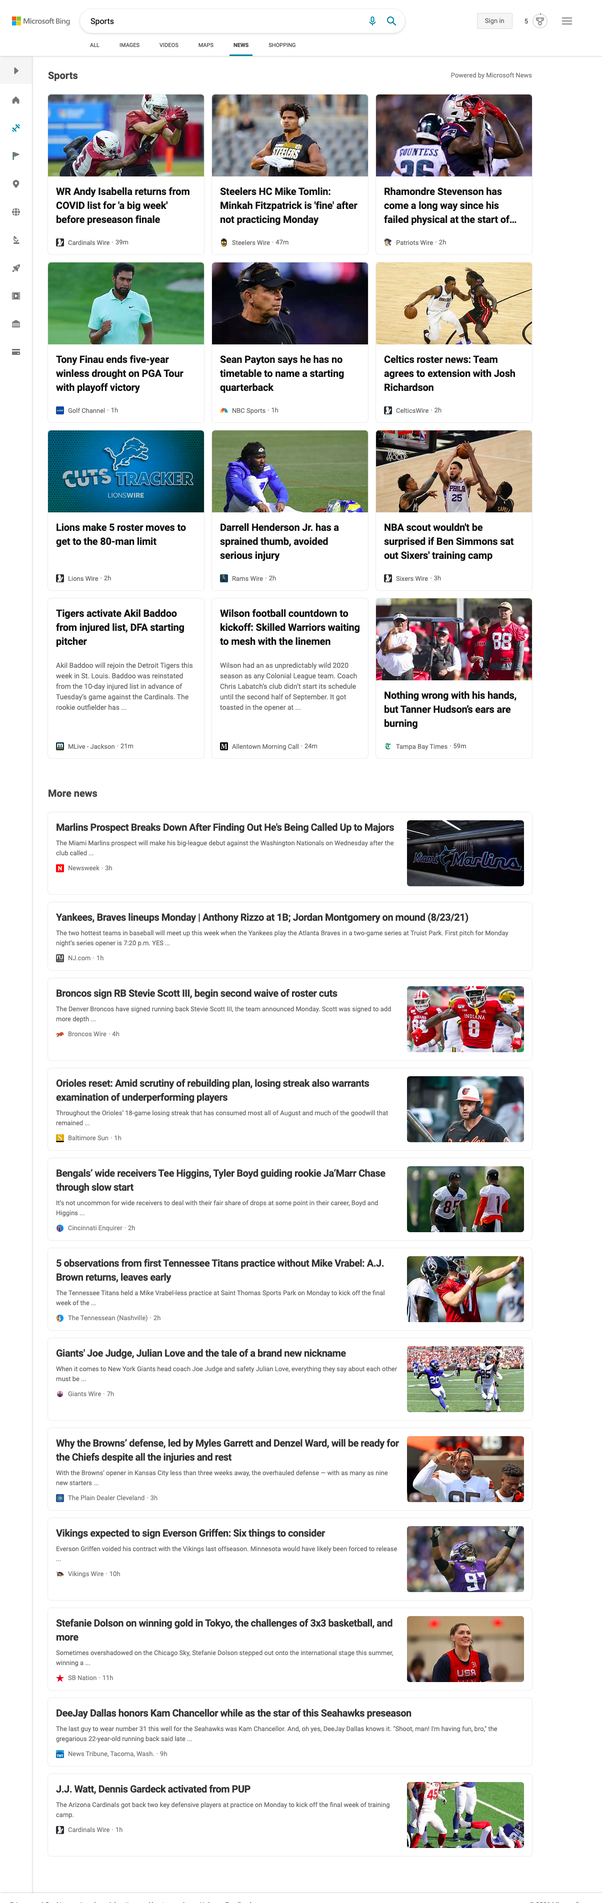 Microsoft Bing
Sports
Sign in
5
ALL
IMAGES
VIDEOS
MAPS
NEWS
SHOPPING
Sports
Powered by Microsoft News
WR Andy Isabella returns from
COVID list for 'a big week'
before preseason finale
Cardinals Wire · 39m
STEELERS
Steelers HC Mike Tomlin:
Minkah Fitzpatrick is 'fine' after
not practicing Monday
Steelers Wire · 47m
COUNTESS
Rhamondre Stevenson has
come a long way since his
failed physical at the start of...
Patriots Wire · 2h
Tony Finau ends five-year
winless drought on PGA Tour
with playoff victory
Golf Channel · 1h
Sean Payton says he has no
timetable to name a starting
quarterback
NBC Sports · 1h
Celtics roster news: Team
agrees to extension with Josh
Richardson
CelticsWire · 2h
CUTS TRACKER
LIONSWIRE
Lions make 5 roster moves to
get to the 80-man limit
Lions Wire · 2h
Darrell Henderson Jr. has a
sprained thumb, avoided
serious injury
Rams Wire · 2h
PHILA
25
NBA scout wouldn't be
surprised if Ben Simmons sat
out Sixers' training camp
Sixers Wire · 3h
Tigers activate Akil Baddoo
from injured list, DFA starting
pitcher
Akil Baddoo will rejoin the Detroit Tigers this
week in St. Louis. Baddoo was reinstated
from the 10-day injured list in advance of
Tuesday's game against the Cardinals. The
rookie outfielder has ...
MLive - Jackson · 21m
Wilson football countdown to
kickoff: Skilled Warriors waiting
to mesh with the linemen
Wilson had an as unpredictably wild 2020
season as any Colonial League team. Coach
Chris Labatch's club didn't start its schedule
until the second half of September. It got
toasted in the opener at ...
Allentown Morning Call · 24m
88
Nothing wrong with his hands,
but Tanner Hudson's ears are
burning
Tampa Bay Times · 59m
More news
Marlins Prospect Breaks Down After Finding Out He's Being Called Up to Majors
The Miami Marlins prospect will make his big-league debut against the Washington Nationals on Wednesday after the
club called ...
Newsweek · 3h
Miami Marlins
Yankees, Braves lineups Monday | Anthony Rizzo at 1B; Jordan Montgomery on mound (8/23/21)
The two hottest teams in baseball will meet up this week when the Yankees play the Atlanta Braves in a two-game series at Truist Park. First pitch for Monday
night's series opener is 7:20 p.m. YES ...
NJ.com · 1h
Broncos sign RB Stevie Scott III, begin second waive of roster cuts
The Denver Broncos have signed running back Stevie Scott III, the team announced Monday. Scott was signed to add
more depth ...
Broncos Wire · 4h
INDIANA
8
Orioles reset: Amid scrutiny of rebuilding plan, losing streak also warrants
examination of underperforming players
Throughout the Orioles' 18-game losing streak that has consumed most all of August and much of the goodwill that
remained ...
Baltimore Sun · 1h
Bengals' wide receivers Tee Higgins, Tyler Boyd guiding rookie Ja'Marr Chase
through slow start
It's not uncommon for wide receivers to deal with their fair share of drops at some point in their career, Boyd and
Higgins ...
Cincinnati Enquirer · 2h
85
1
5 observations from first Tennessee Titans practice without Mike Vrabel: A.J.
Brown returns, leaves early
The Tennessee Titans held a Mike Vrabel-less practice at Saint Thomas Sports Park on Monday to kick off the final
week of the ...
The Tennessean (Nashville) · 2h
Giants' Joe Judge, Julian Love and the tale of a brand new nickname
When it comes to New York Giants head coach Joe Judge and safety Julian Love, everything they say about each other
must be ...
Giants Wire · 7h
Why the Browns' defense, led by Myles Garrett and Denzel Ward, will be ready for
the Chiefs despite all the injuries and rest
With the Browns' opener in Kansas City less than three weeks away, the overhauled defense — with as many as nine
new starters ...
The Plain Dealer Cleveland · 3h
95
Vikings expected to sign Everson Griffen: Six things to consider
Everson Griffen voided his contract with the Vikings last offseason. Minnesota would have likely been forced to release
...
Vikings Wire · 10h
97
Stefanie Dolson on winning gold in Tokyo, the challenges of 3x3 basketball, and
more
Sometimes overshadowed on the Chicago Sky, Stefanie Dolson stepped out onto the international stage this summer,
winning a ...
SB Nation · 11h
USA
DeeJay Dallas honors Kam Chancellor while as the star of this Seahawks preseason
The last guy to wear number 31 this well for the Seahawks was Kam Chancellor. And, oh yes, DeeJay Dallas knows it. "Shoot, man! I'm having fun, bro," the
gregarious 22-year-old running back said late ...
News Tribune, Tacoma, Wash. · 9h
J.J. Watt, Dennis Gardeck activated from PUP
The Arizona Cardinals got back two key defensive players at practice on Monday to kick off the final week of training
camp.
Cardinals Wire · 1h
45